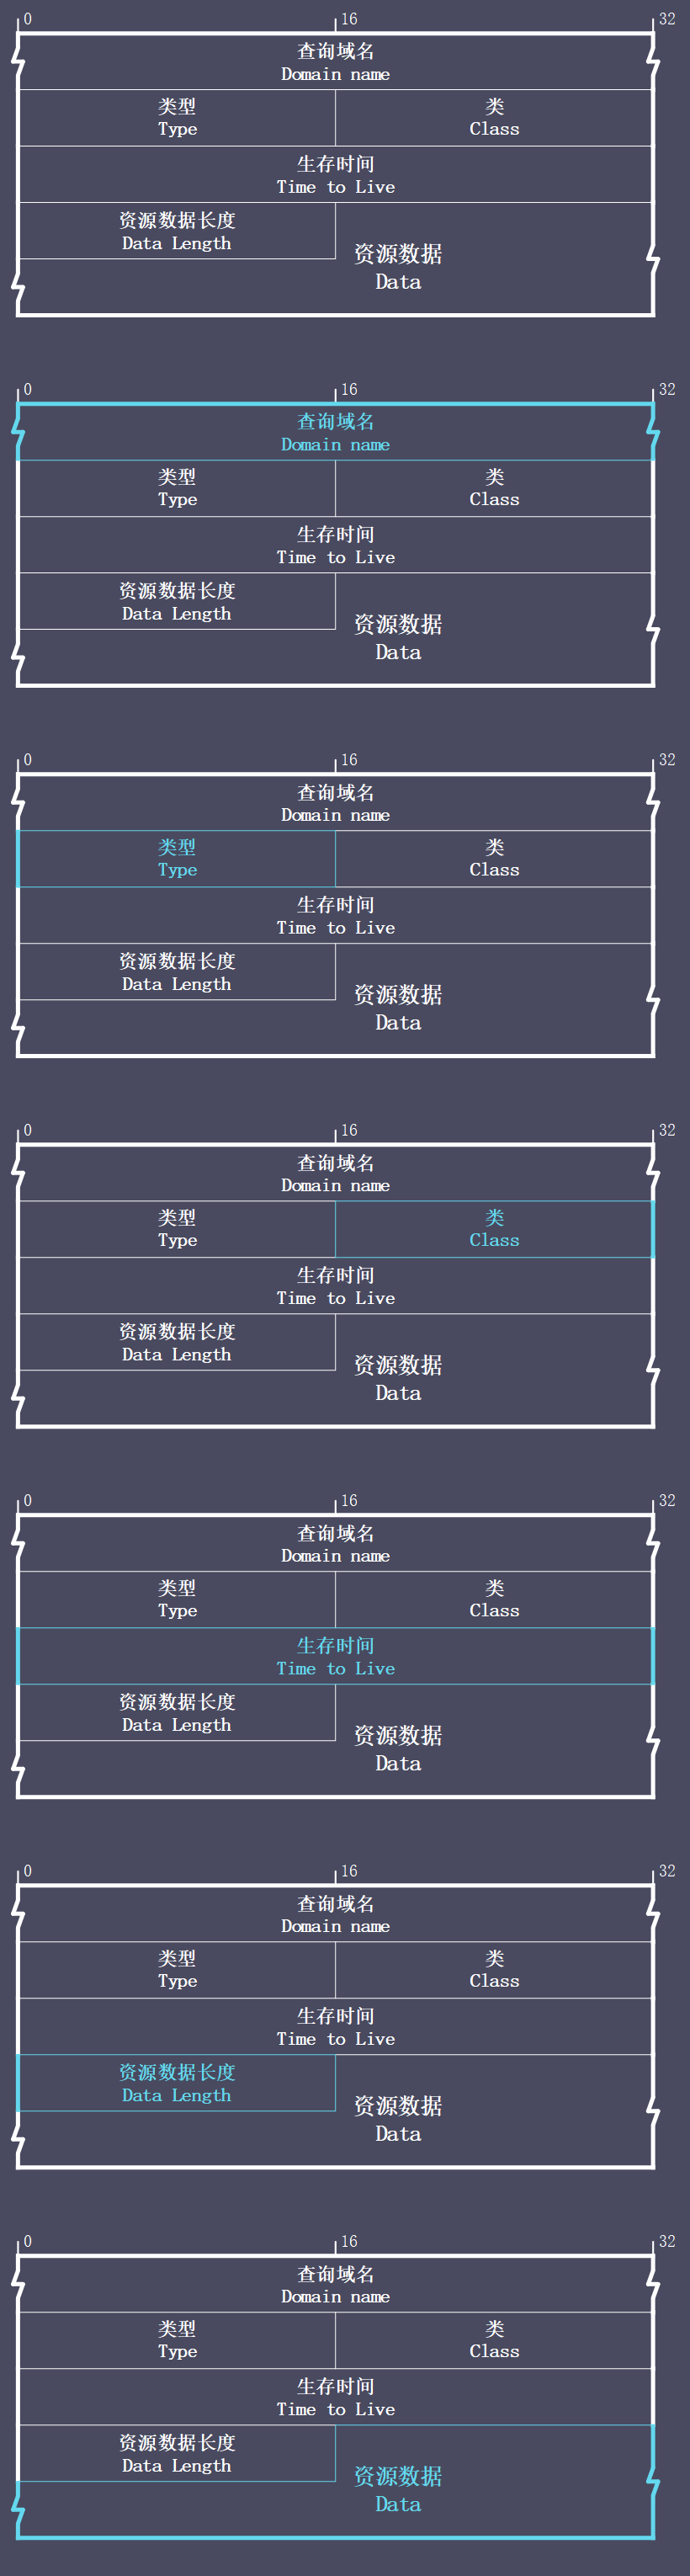 0 16 32
查询域名
Domain name
类型 类
Type Class
生存时间
Time to Live
资源数据长度
Data Length
资源数据
Data
0 16 32
查询域名
Domain name
类型 类
Type Class
生存时间
Time to Live
资源数据长度
Data Length
资源数据
Data
0 16 32
查询域名
Domain name
类型 类
Type Class
生存时间
Time to Live
资源数据长度
Data Length
资源数据
Data
0 16 32
查询域名
Domain name
类型 类
Type Class
生存时间
Time to Live
资源数据长度
Data Length
资源数据
Data
0 16 32
查询域名
Domain name
类型 类
Type Class
生存时间
Time to Live
资源数据长度
Data Length
资源数据
Data
0 16 32
查询域名
Domain name
类型 类
Type Class
生存时间
Time to Live
资源数据长度
Data Length
资源数据
Data
0 16 32
查询域名
Domain name
类型 类
Type Class
生存时间
Time to Live
资源数据长度
Data Length
资源数据
Data